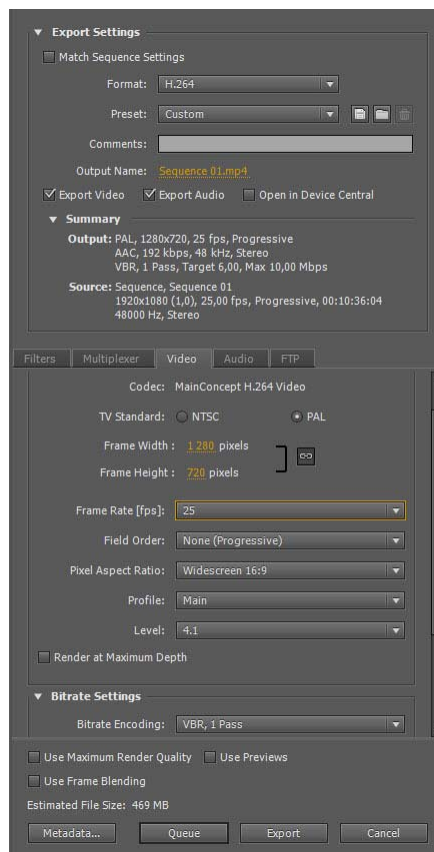 Export Settings
Match Sequence Settings
Format: H.264
Preset: Custom
Comments:
Output Name: Sequence 01.mp4
Export Video Export Audio Open in Device Central
Summary
Output: PAL, 1280x720, 25 fps, Progressive
AAC, 192 kbps, 48 kHz, Stereo
VBR, 1 Pass, Target 6,00, Max 10,00 Mbps
Source: Sequence, Sequence 01
1920x1080 (1,0), 25,00 fps, Progressive, 00:10:36:04
48000 Hz, Stereo
Filters Multiplexer Video Audio FTP
Codec: MainConcept H.264 Video
TV Standard: NTSC PAL
Frame Width : 1 280 pixels
Frame Height : 720 pixels
Frame Rate [fps]: 25
Field Order: None (Progressive)
Pixel Aspect Ratio: Widescreen 16:9
Profile: Main
Level: 4.1
Render at Maximum Depth
Bitrate Settings
Bitrate Encoding: VBR, 1 Pass
Use Maximum Render Quality Use Previews
Use Frame Blending
Estimated File Size: 469 MB
Metadata... Queue Export Cancel